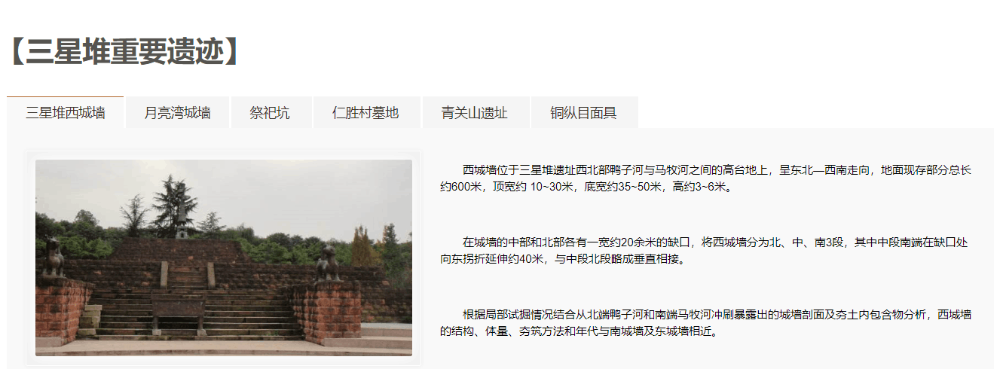 【三星堆重要遗迹】
三星堆西城墙 月亮湾城墙 祭祀坑 仁胜村墓地 青关山遗址 铜纵目面具
西城墙位于三星堆遗址西北部鸭子河与马牧河之间的高台地上，呈东北—西南走向，地面现存部分总长
约600米，顶宽约 10~30米，底宽约35~50米，高约3~6米。
在城墙的中部和北部各有一宽约20余米的缺口，将西城墙分为北、中、南3段，其中中段南端在缺口处
向东拐折延伸约40米，与中段北段略成垂直相接。
根据局部试掘情况结合从北端鸭子河和南端马牧河冲刷暴露出的城墙剖面及夯土内包含物分析，西城墙
的结构、体量、夯筑方法和年代与南城墙及东城墙相近。